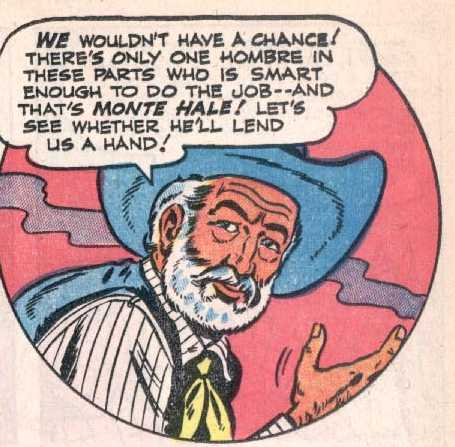 WE WOULDN'T HAVE A CHANCE!
THERE'S ONLY ONE HOMBRE IN
THESE PARTS WHO IS SMART
ENOUGH TO DO THE JOB--AND
THAT'S MONTE HALE! LET'S
SEE WHETHER HE'LL LEND
US A HAND!